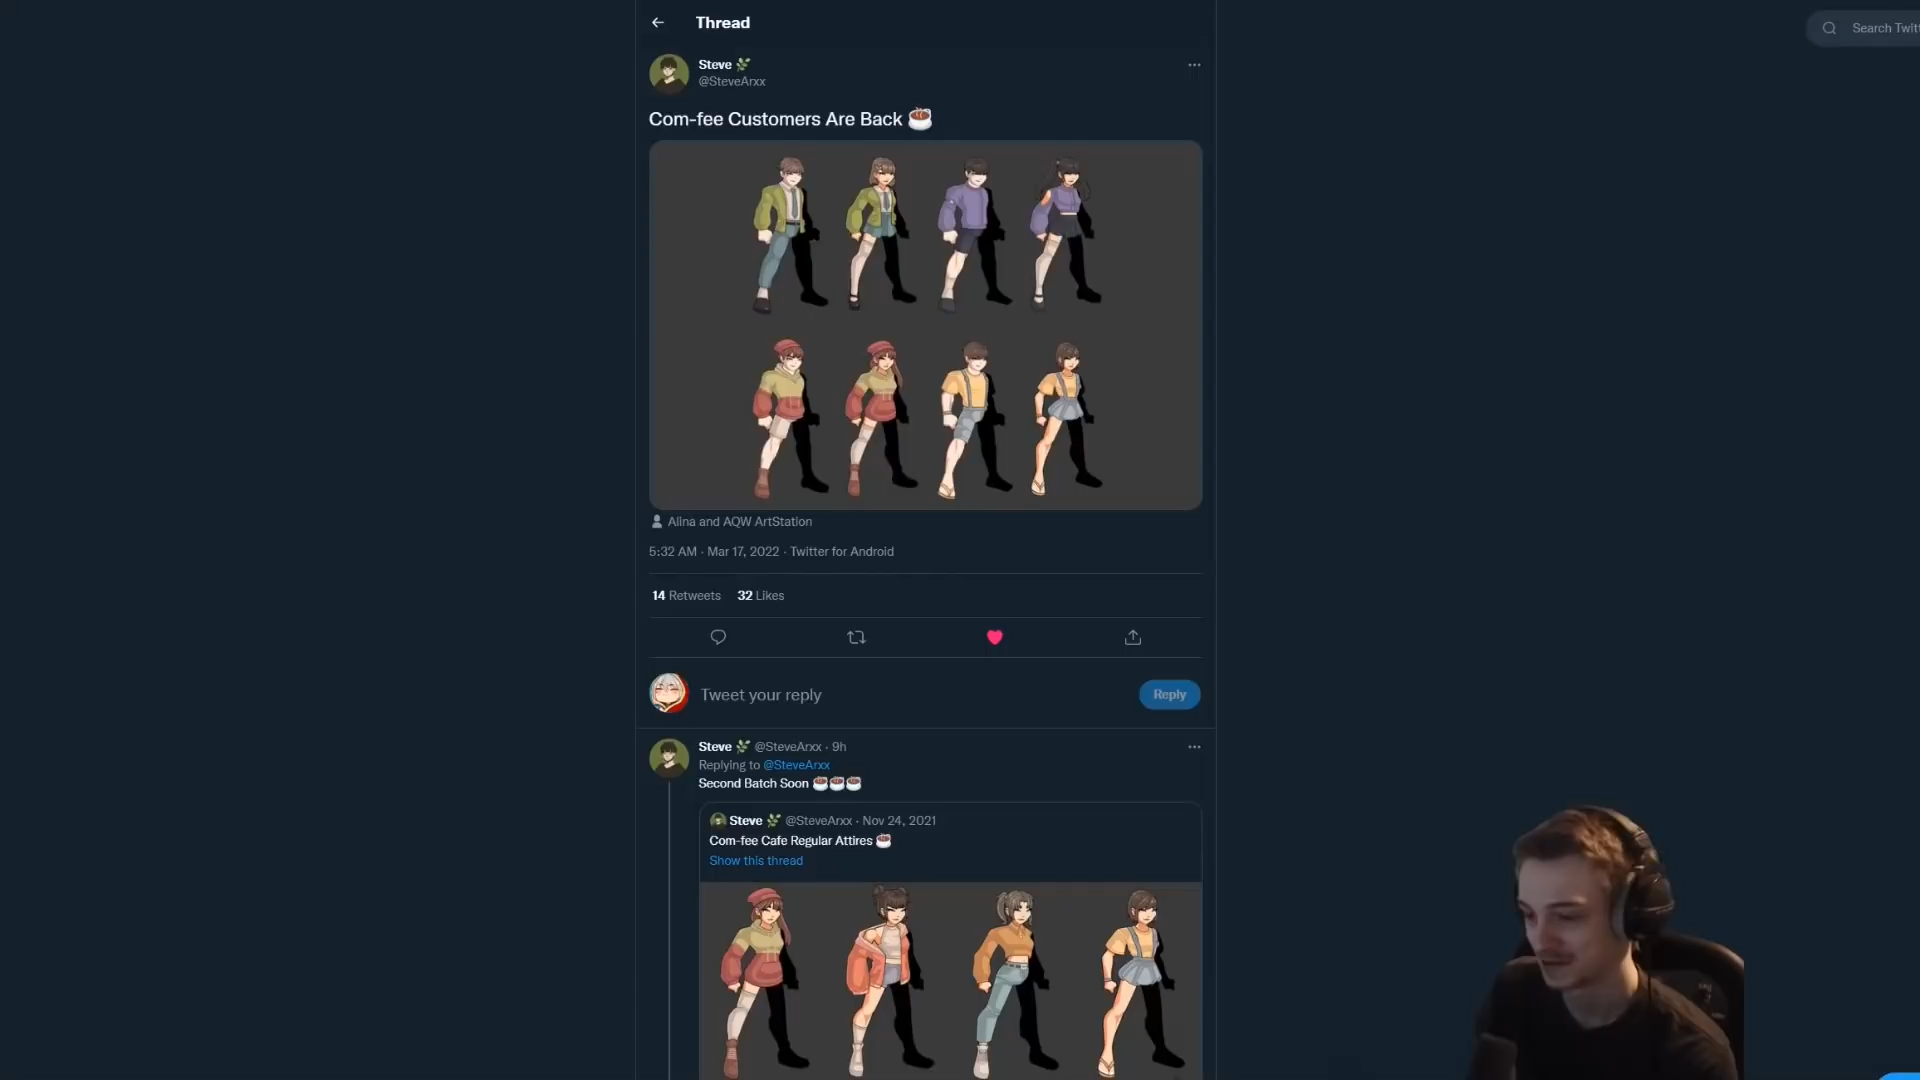 Thread
Search Twit
Steve
@SteveArxx
Com-fee Customers Are Back
Alina and AQW ArtStation
5:32 AM · Mar 17, 2022 · Twitter for Android
14 Retweets 32 Likes
Tweet your reply
Reply
Steve @SteveArxx · 9h
Replying to @SteveArxx
Second Batch Soon
Steve @SteveArxx · Nov 24, 2021
Com-fee Cafe Regular Attires
Show this thread